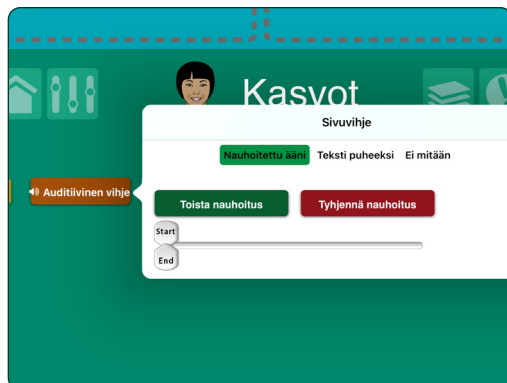 Kasvot
Sivuvihje
Nauhoitettu ääni Teksti puheeksi Ei mitään
Auditiivinen vihje
Toista nauhoitus Tyhjennä nauhoitus
Start
End